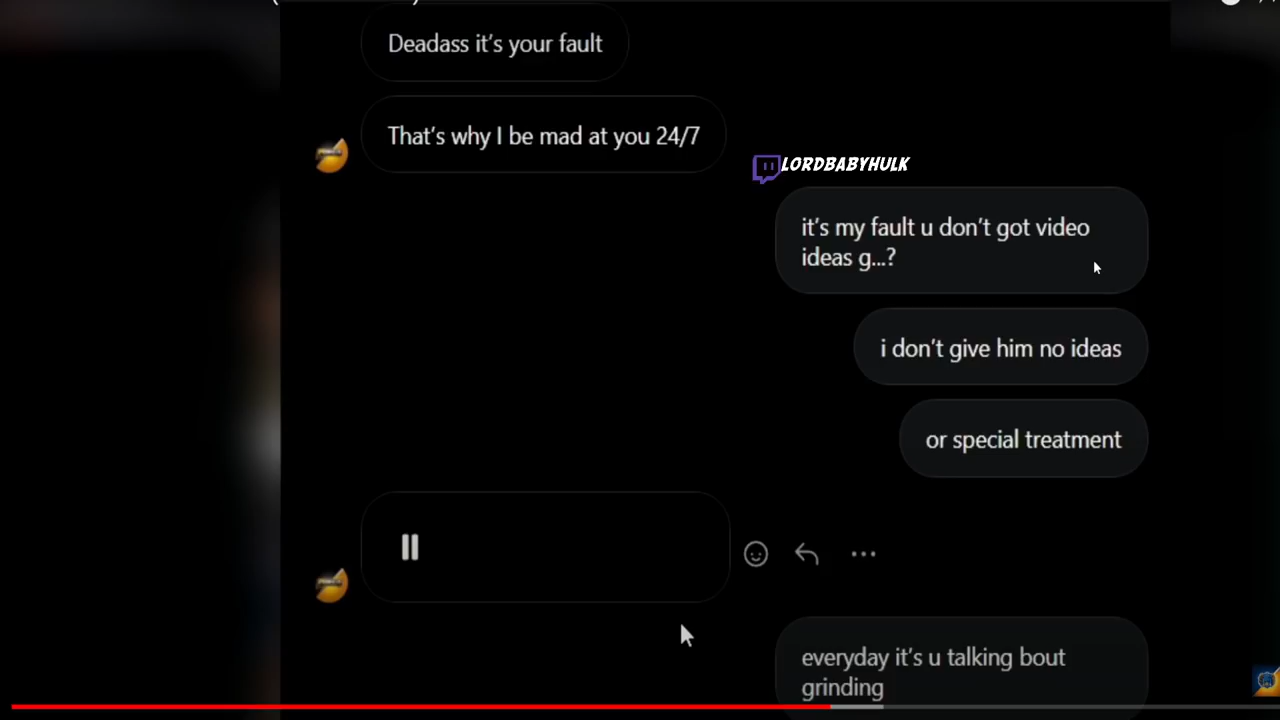 Deadass it's your fault
That's why I be mad at you 24/7
LORDBABYHULK
it's my fault u don't got video
ideas g...?
i don't give him no ideas
or special treatment
everyday it's u talking bout
grinding